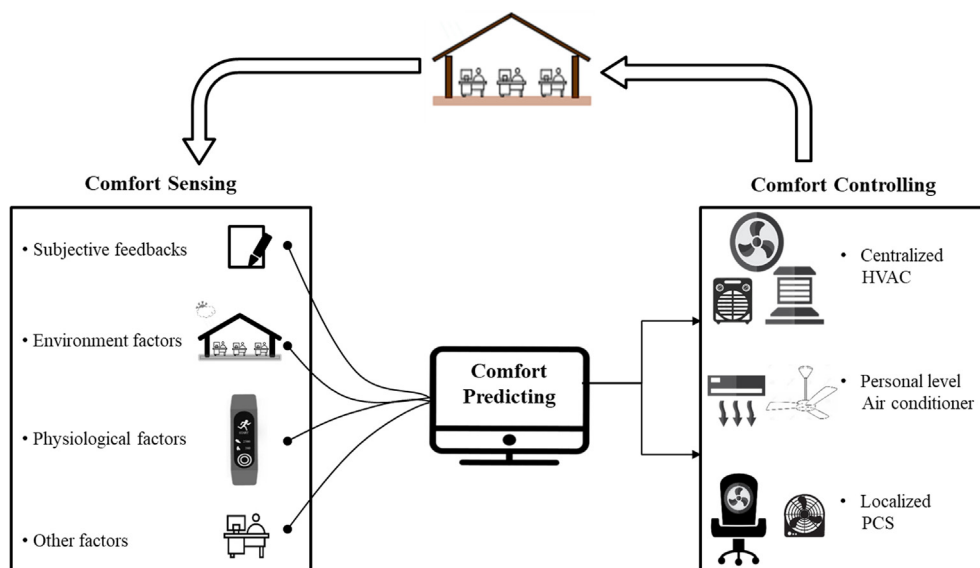 Comfort Sensing
• Subjective feedbacks
• Environment factors
• Physiological factors
• Other factors
Comfort
Predicting
Comfort Controlling
• Centralized
HVAC
• Personal level
Air conditioner
• Localized
PCS